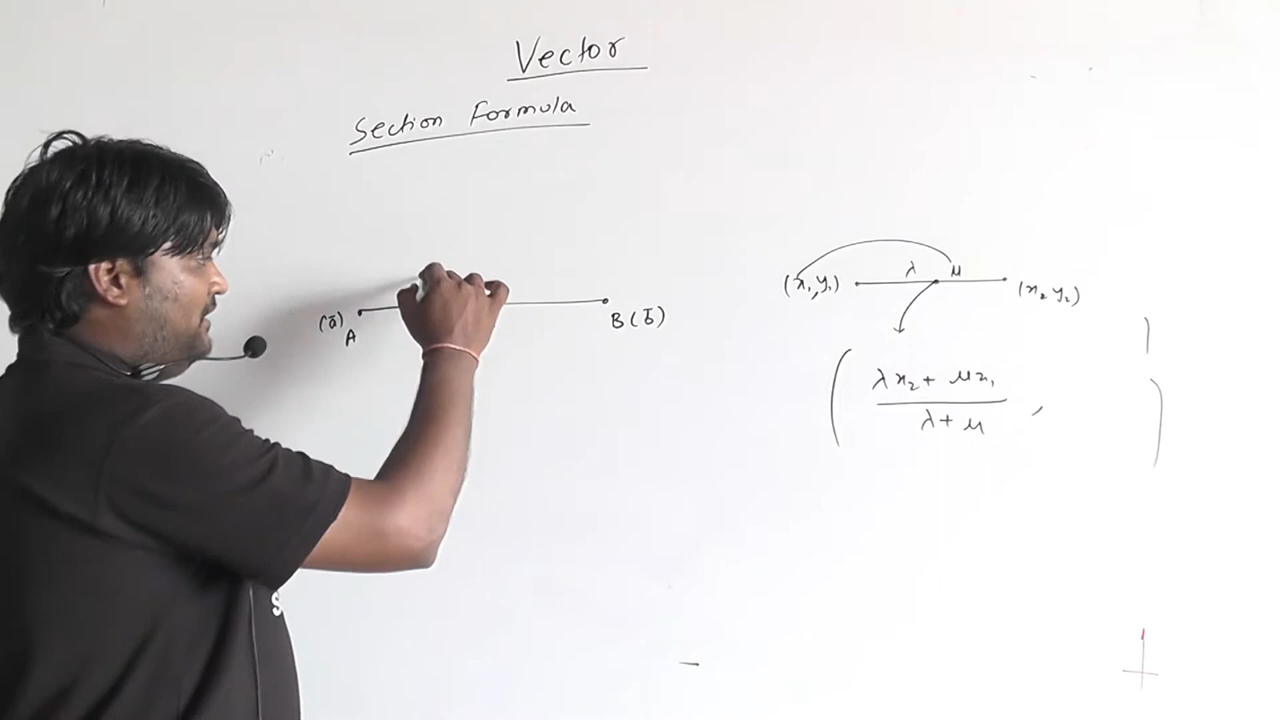 Vector
Section Formula
(ā)
A
B (b̄)
λ μ
(x₁, y₁)
(x₂ y₂)
( λx₂ + μx₁ / λ + μ , )
S